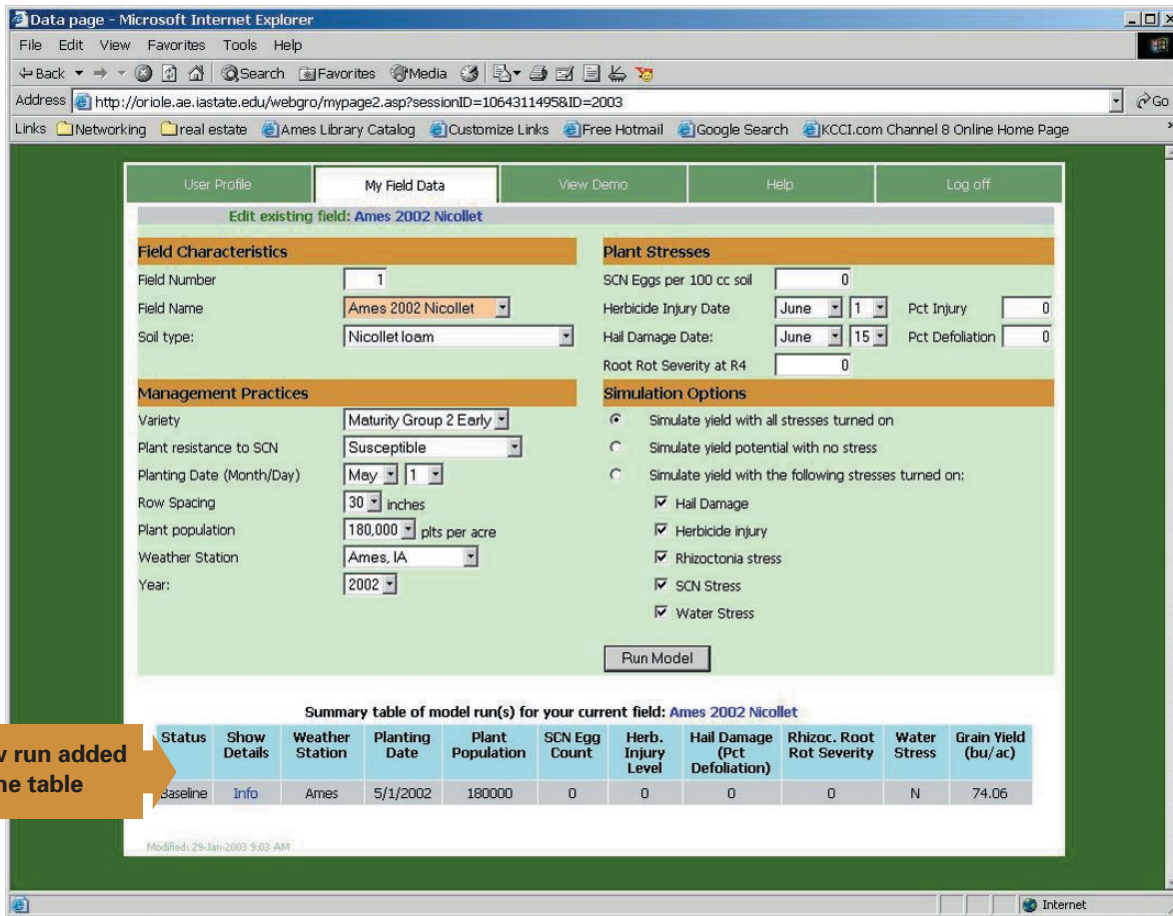 Data page - Microsoft Internet Explorer
File Edit View Favorites Tools Help
Back Search Favorites Media
Address http://oriole.ae.iastate.edu/webgro/mypage2.asp?sessionID=1064311495&ID=2003 Go
Links Networking real estate Ames Library Catalog Customize Links Free Hotmail Google Search KCCI.com Channel 8 Online Home Page
User Profile My Field Data View Demo Help Log off
Edit existing field: Ames 2002 Nicollet
Field Characteristics
Field Number 1
Field Name Ames 2002 Nicollet
Soil type: Nicollet loam
Plant Stresses
SCN Eggs per 100 cc soil 0
Herbicide Injury Date June 1 Pct Injury 0
Hail Damage Date: June 15 Pct Defoliation 0
Root Rot Severity at R4 0
Management Practices
Variety Maturity Group 2 Early
Plant resistance to SCN Susceptible
Planting Date (Month/Day) May 1
Row Spacing 30 inches
Plant population 180,000 plts per acre
Weather Station Ames, IA
Year: 2002
Simulation Options
Simulate yield with all stresses turned on
Simulate yield potential with no stress
Simulate yield with the following stresses turned on:
Hail Damage
Herbicide injury
Rhizoctonia stress
SCN Stress
Water Stress
Run Model
Summary table of model run(s) for your current field: Ames 2002 Nicollet
Status Show Details Weather Station Planting Date Plant Population SCN Egg Count Herb. Injury Level Hail Damage (Pct Defoliation) Rhizoc. Root Rot Severity Water Stress Grain Yield (bu/ac)
Baseline Info Ames 5/1/2002 180000 0 0 0 0 N 74.06
run added
table
Modified: 29-Jan-2003 9:03 AM
Internet